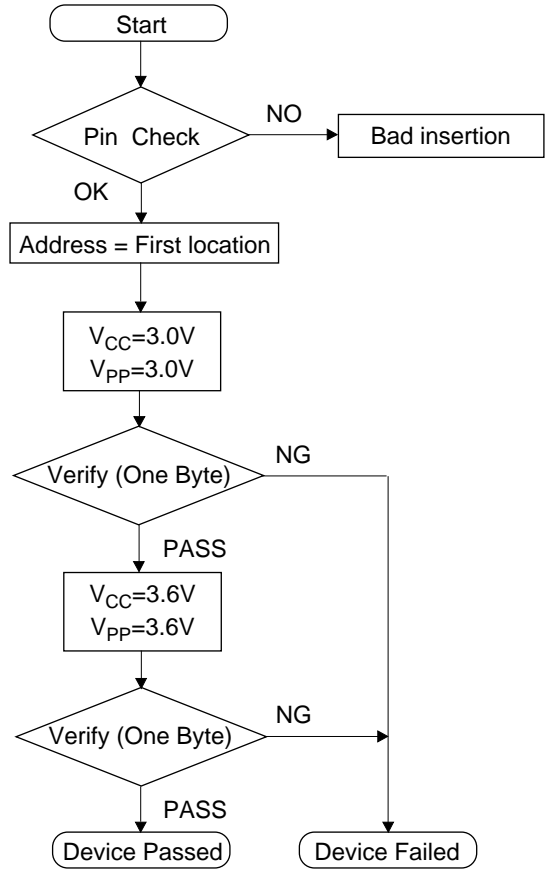 Start
Pin Check
NO
Bad insertion
OK
Address = First location
VCC=3.0V
VPP=3.0V
Verify (One Byte)
NG
PASS
VCC=3.6V
VPP=3.6V
Verify (One Byte)
NG
PASS
Device Passed
Device Failed